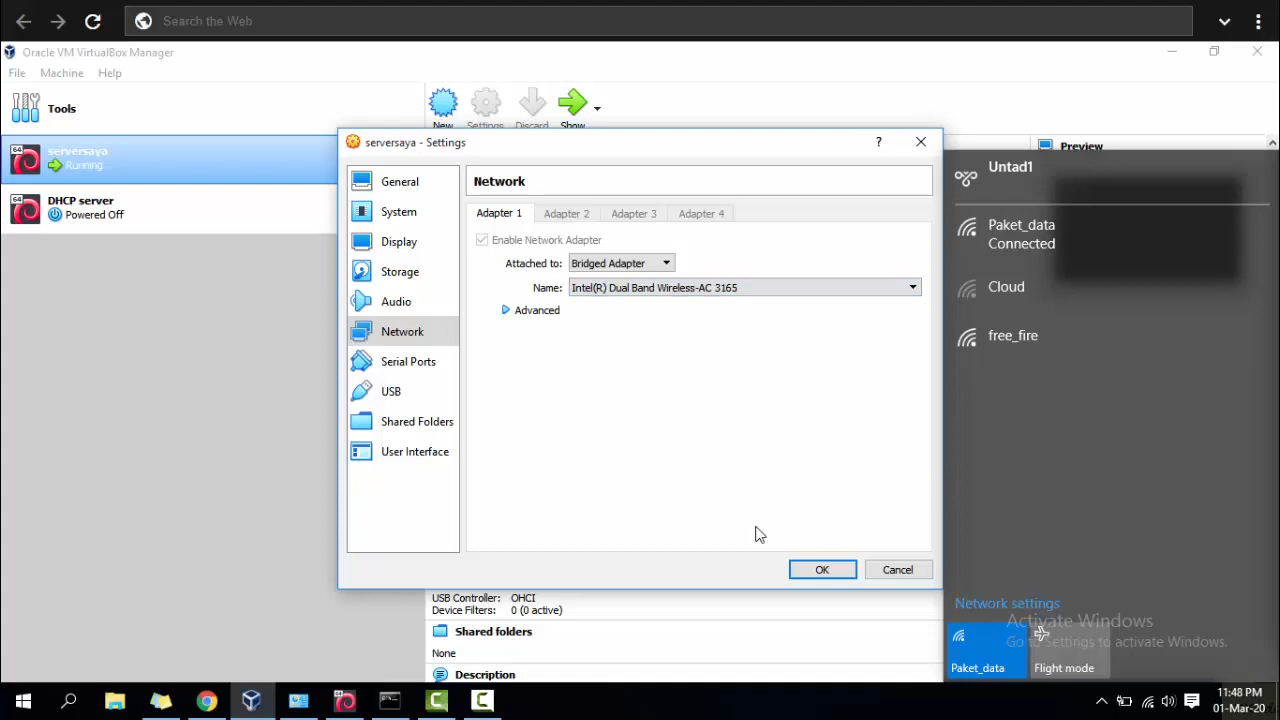 Search the Web
Oracle VM VirtualBox Manager
File Machine Help
Tools
New Settings Discard Show
serversaya
Running
DHCP server
Powered Off
Preview
serversaya - Settings
?
General
System
Display
Storage
Audio
Network
Serial Ports
USB
Shared Folders
User Interface
Network
Adapter 1 Adapter 2 Adapter 3 Adapter 4
Enable Network Adapter
Attached to: Bridged Adapter
Name: Intel(R) Dual Band Wireless-AC 3165
Advanced
OK Cancel
USB Controller: OHCI
Device Filters: 0 (0 active)
Shared folders
None
Description
Untad1
Paket_data
Connected
Cloud
free_fire
Network settings
Activate Windows
Go to Settings to activate Windows.
Paket_data
Flight mode
11:48 PM
01-Mar-20